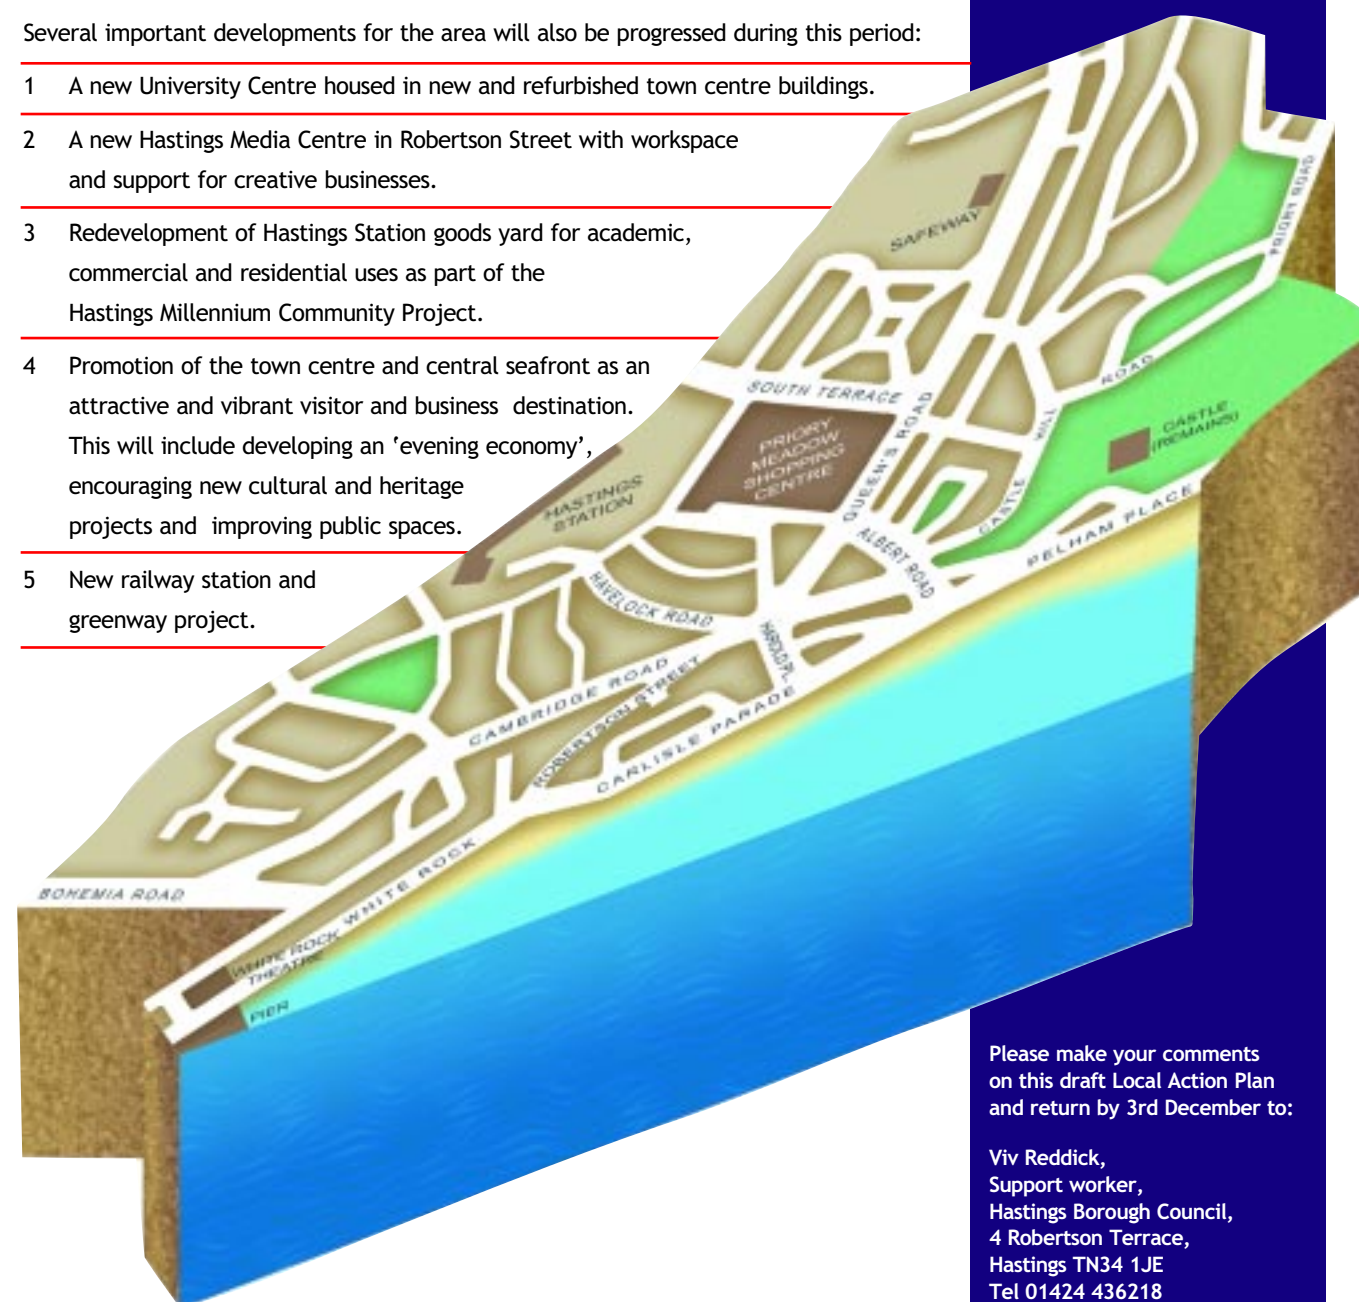 Several important developments for the area will also be progressed during this period:
1 A new University Centre housed in new and refurbished town centre buildings.
2 A new Hastings Media Centre in Robertson Street with workspace
and support for creative businesses.
3 Redevelopment of Hastings Station goods yard for academic,
commercial and residential uses as part of the
Hastings Millennium Community Project.
4 Promotion of the town centre and central seafront as an
attractive and vibrant visitor and business destination.
This will include developing an ‘evening economy’,
encouraging new cultural and heritage
projects and improving public spaces.
5 New railway station and
greenway project.
PRIORY ROAD
SAFEWAY
SOUTH TERRACE
ROAD
CASTLE
(REMAINS)
PRIORY
MEADOW
SHOPPING
CENTRE
QUEEN'S ROAD
CASTLE HILL
HASTINGS
STATION
ALBERT ROAD
PELHAM PLACE
HAVELOCK ROAD
HAROLD PL.
CAMBRIDGE ROAD
ROBERTSON STREET
CARLISLE PARADE
WHITE ROCK
BOHEMIA ROAD
WHITE ROCK
THEATRE
PIER
Please make your comments
on this draft Local Action Plan
and return by 3rd December to:
Viv Reddick,
Support worker,
Hastings Borough Council,
4 Robertson Terrace,
Hastings TN34 1JE
Tel 01424 436218